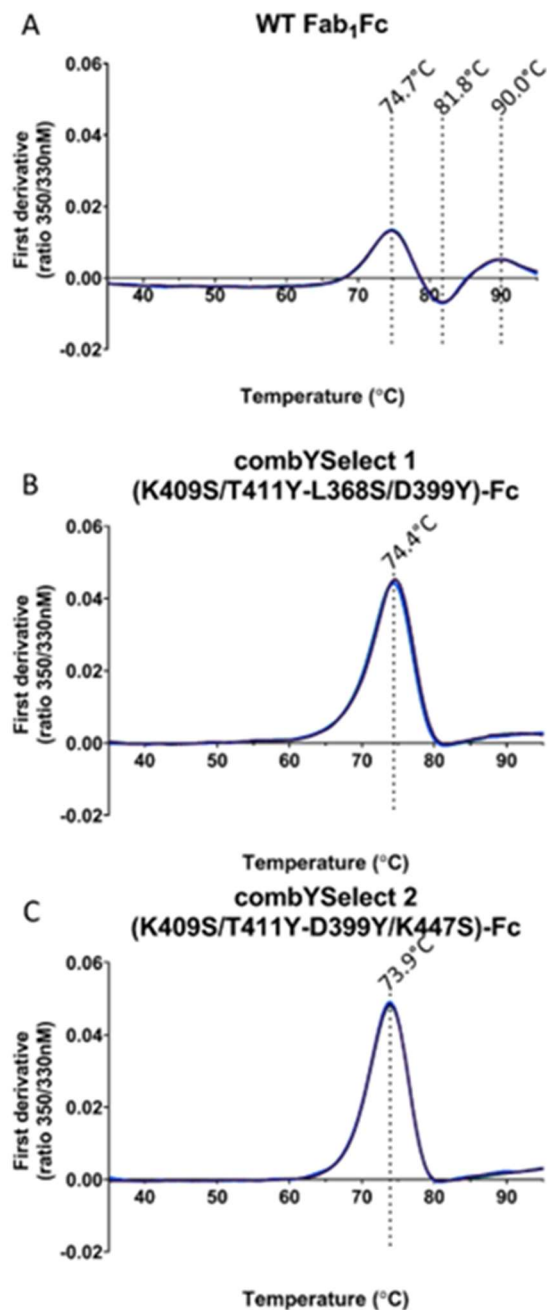 A
WT Fab₁Fc
74.7°C
81.8°C
90.0°C
First derivative
(ratio 350/330nM)
0.06
0.04
0.02
0.00
-0.02
40 50 60 70 80 90
Temperature (°C)
B
combYSelect 1
(K409S/T411Y-L368S/D399Y)-Fc
74.4°C
First derivative
(ratio 350/330nM)
0.06
0.04
0.02
0.00
-0.02
40 50 60 70 80 90
Temperature (°C)
C
combYSelect 2
(K409S/T411Y-D399Y/K447S)-Fc
73.9°C
First derivative
(ratio 350/330nM)
0.06
0.04
0.02
0.00
-0.02
40 50 60 70 80 90
Temperature (°C)